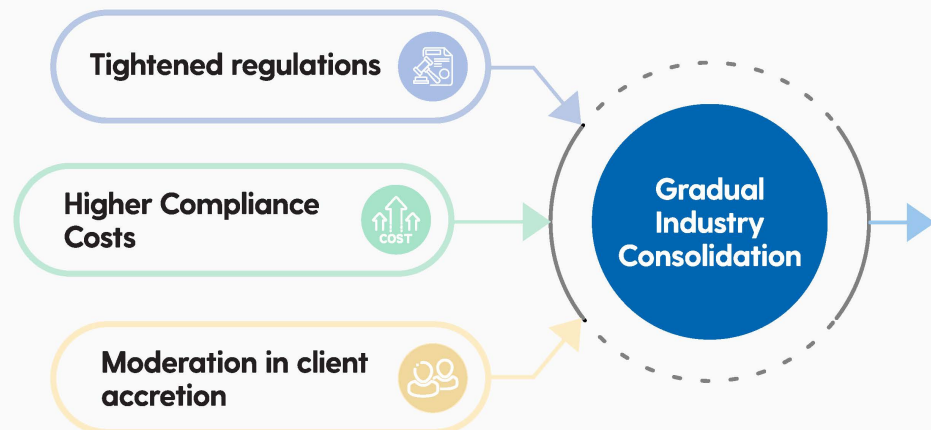 Tightened regulations
Higher Compliance
Costs
COST
Moderation in client
accretion
Gradual
Industry
Consolidation